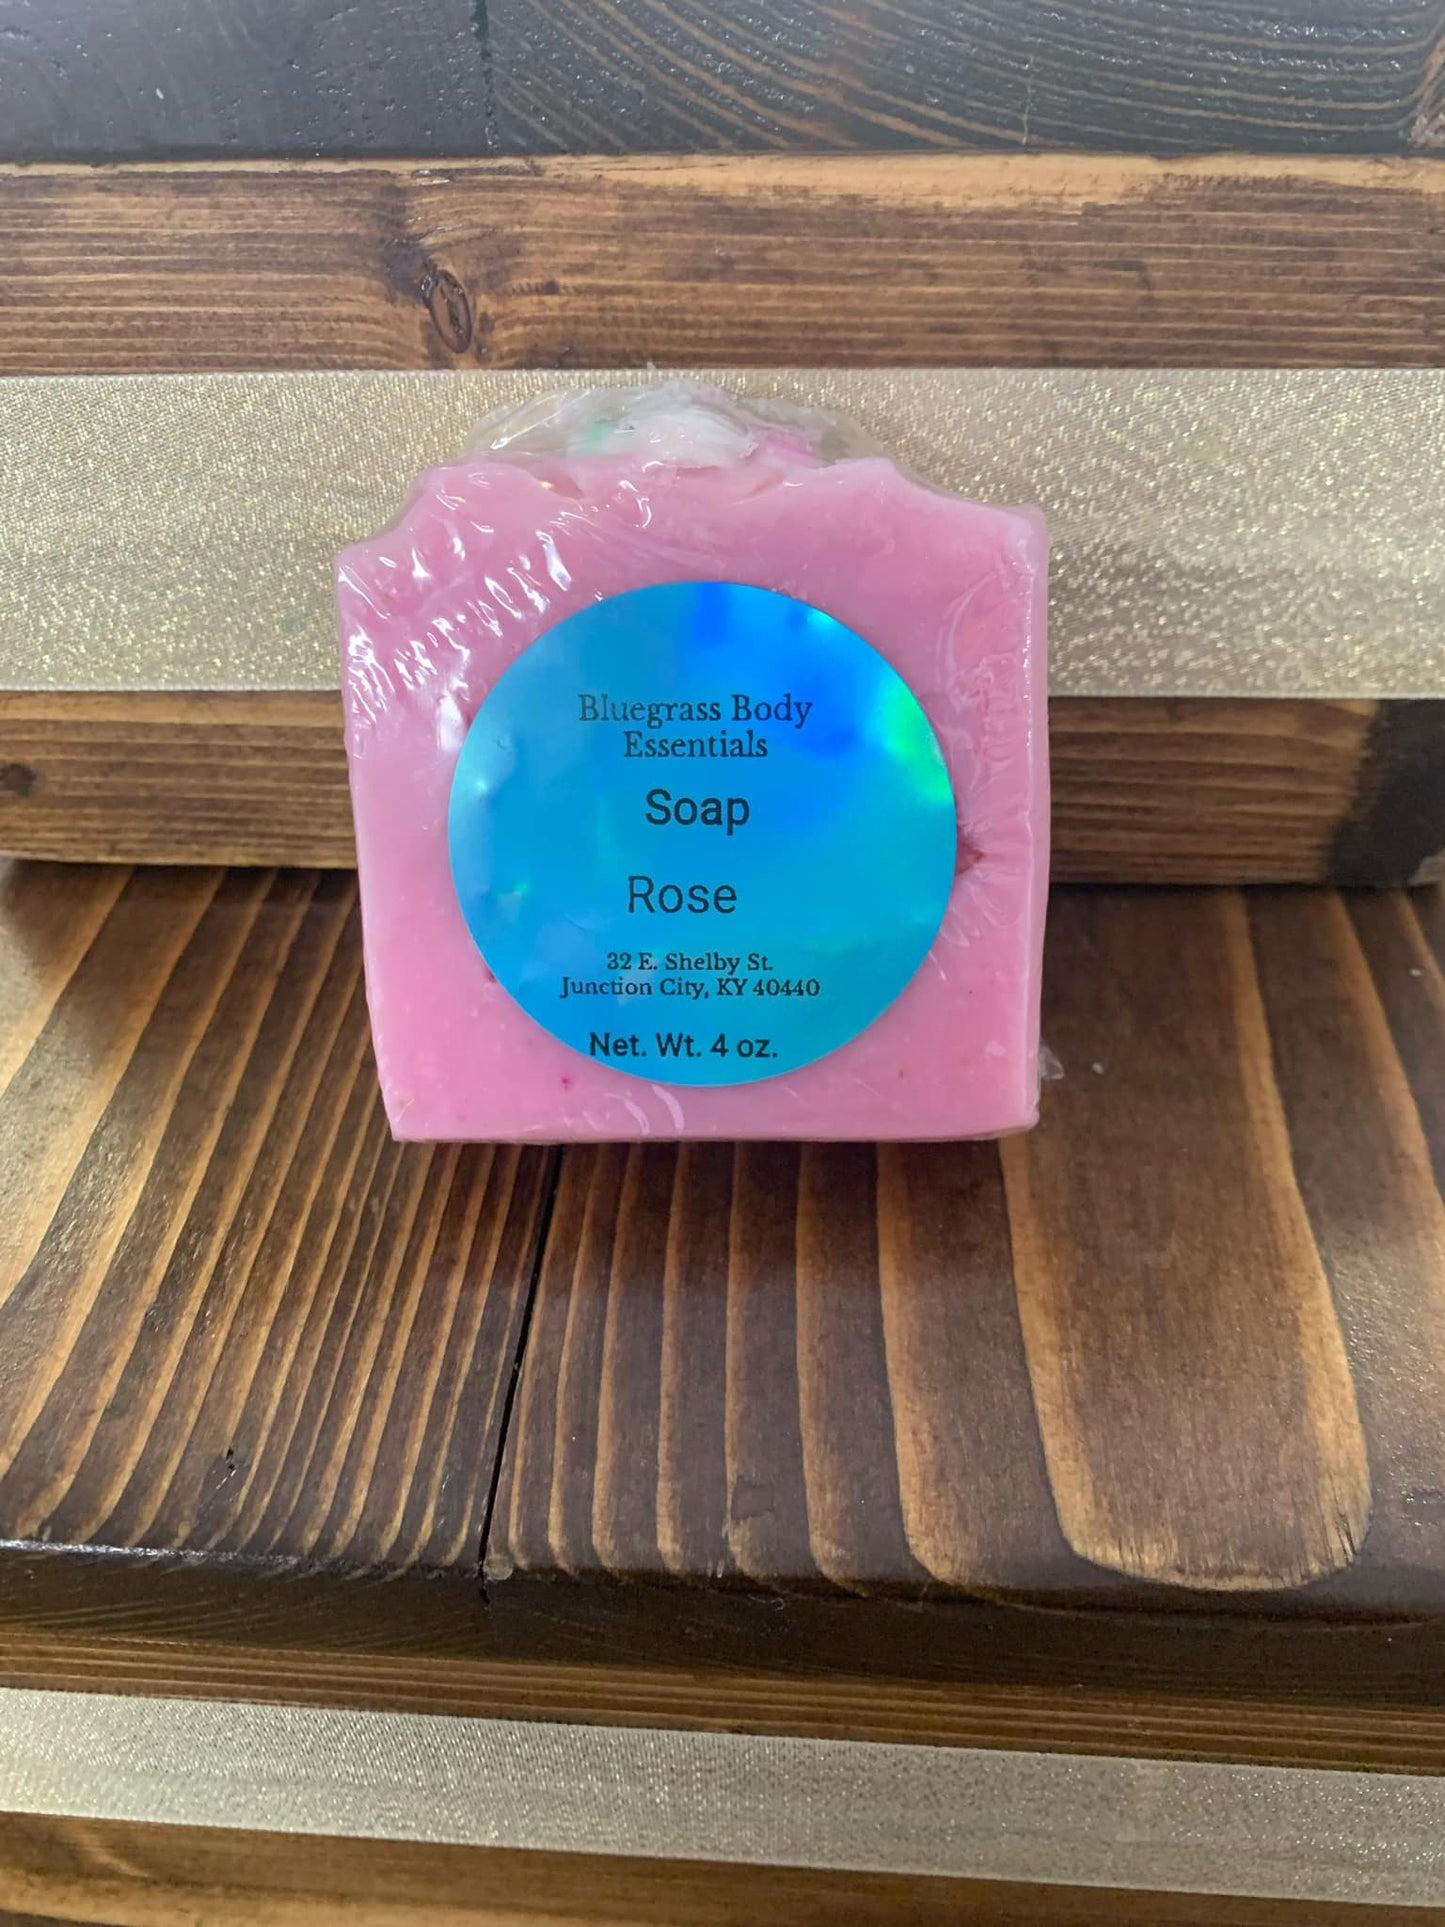 Bluegrass Body
Essentials
Soap
Rose
32 E. Shelby St.
Junction City, KY 40440
Net. Wt. 4 oz.